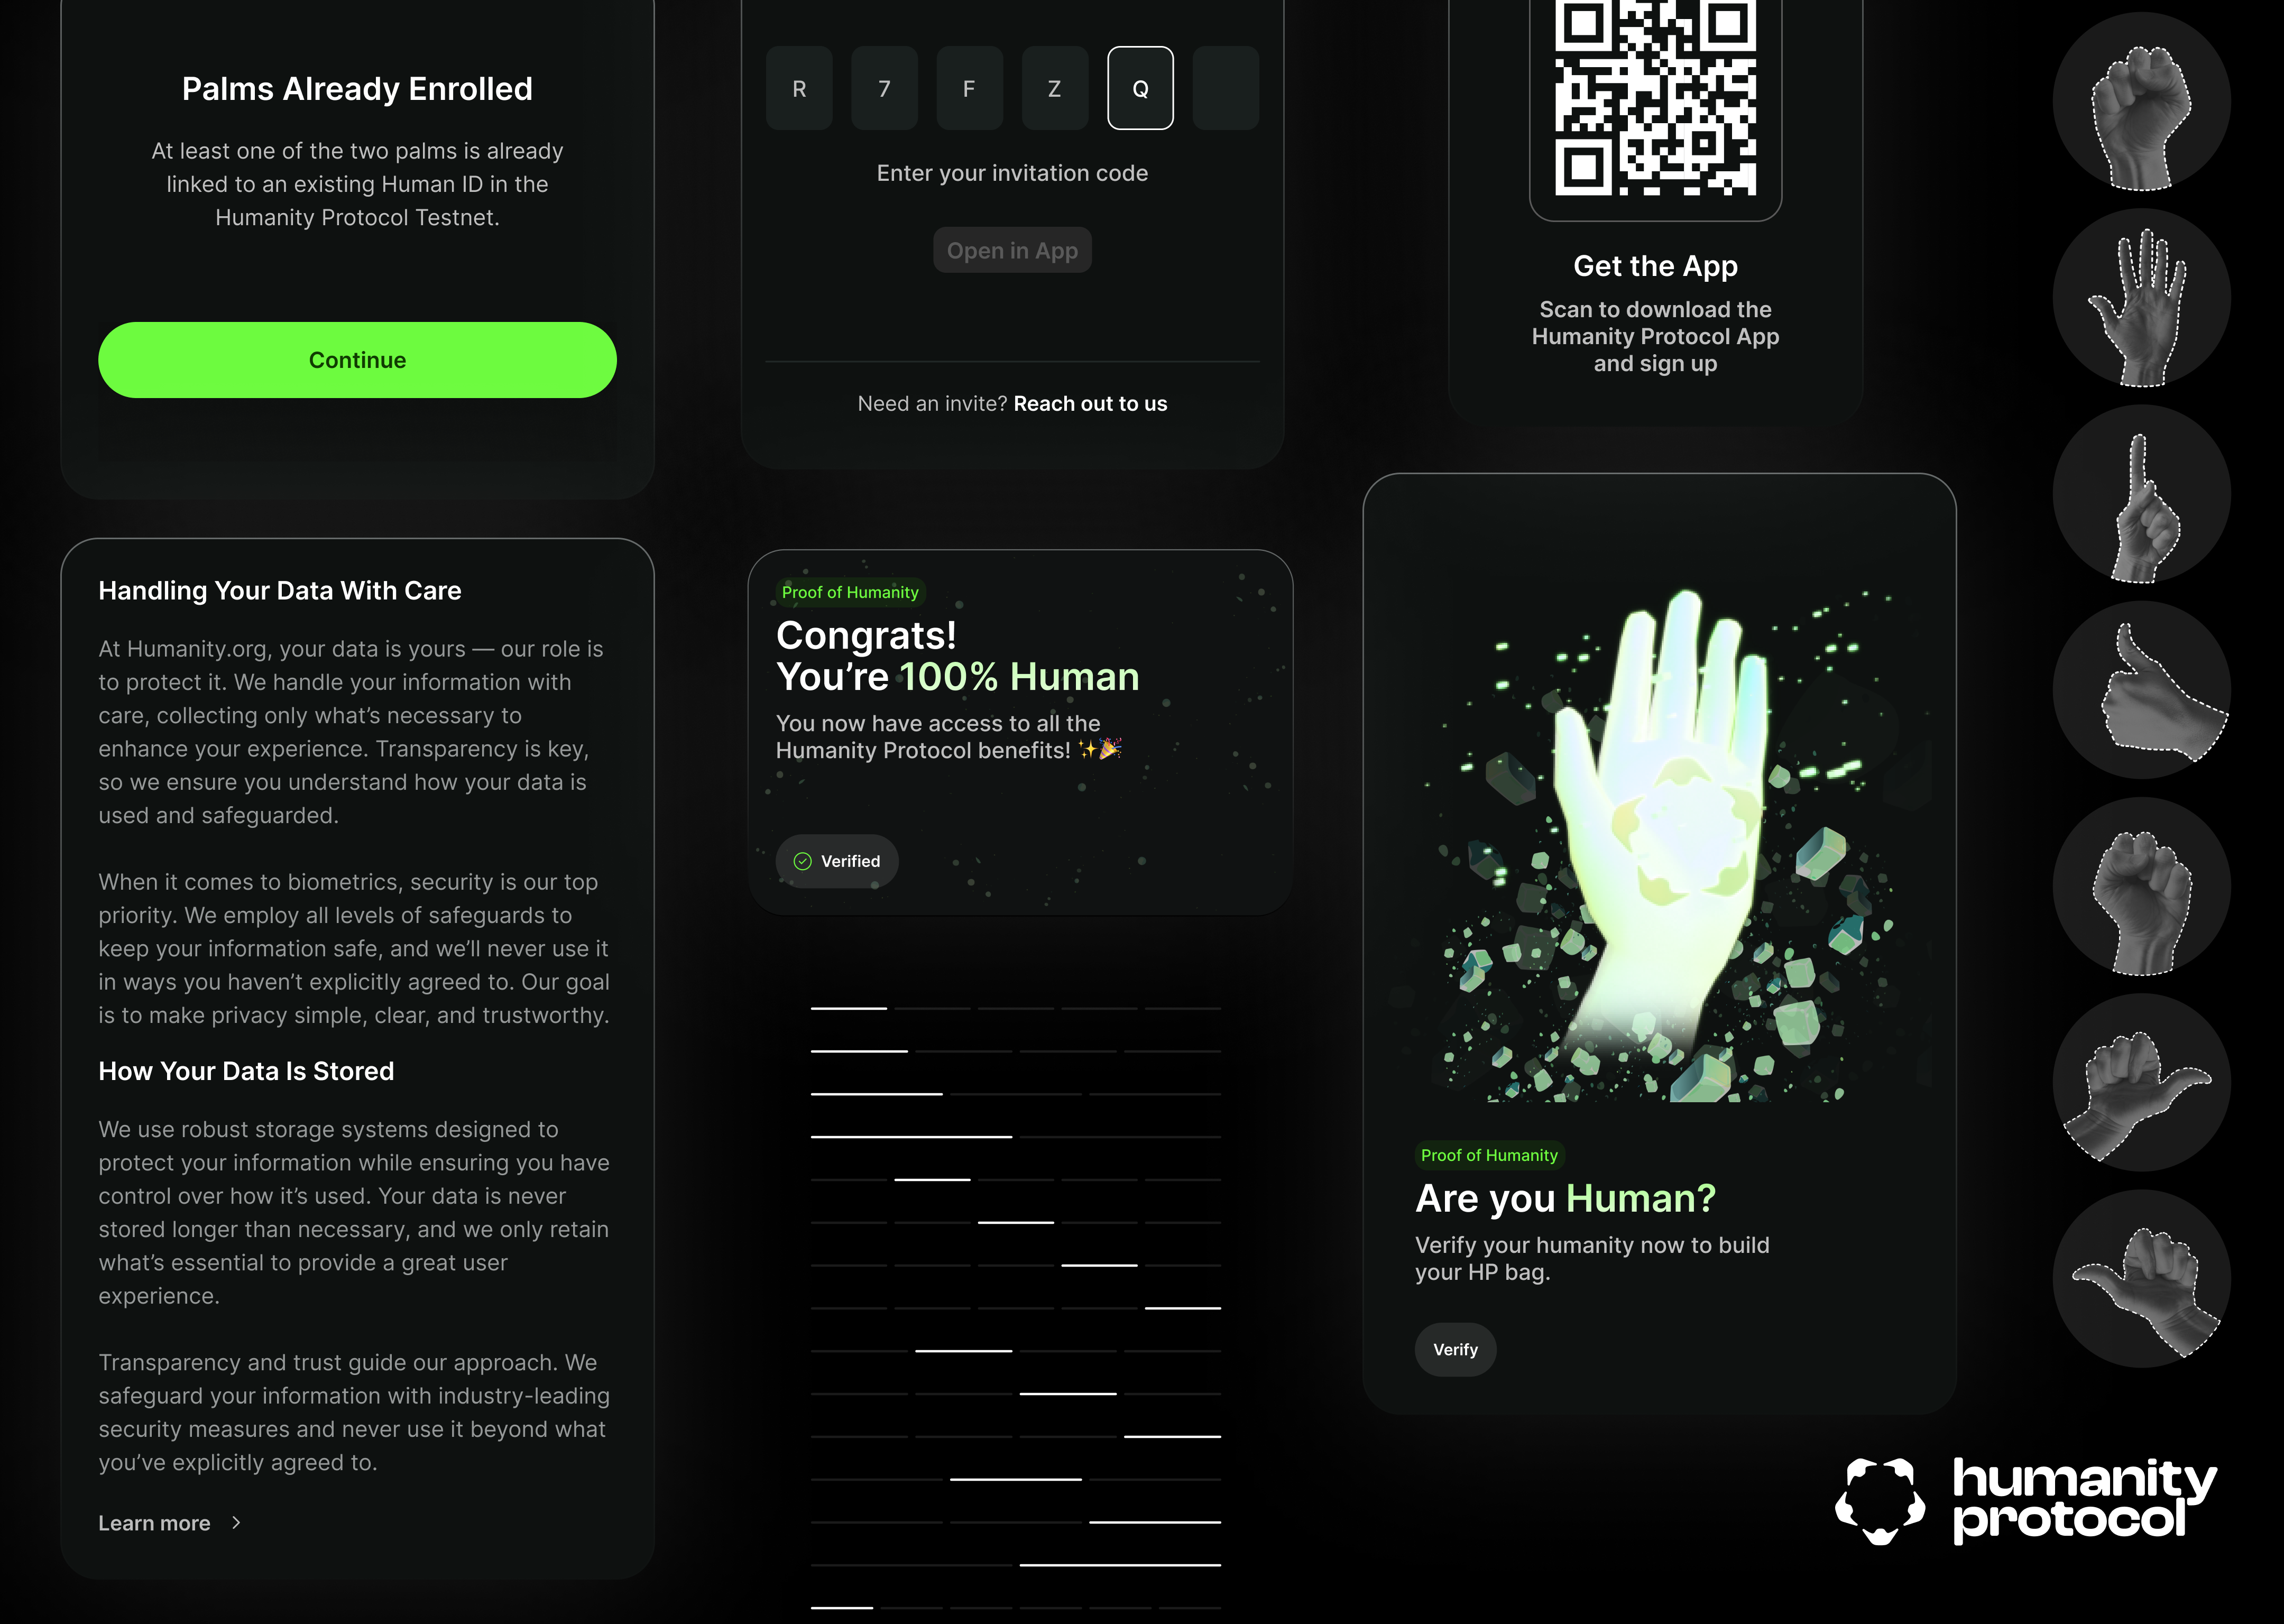 Palms Already Enrolled
At least one of the two palms is already
linked to an existing Human ID in the
Humanity Protocol Testnet.
Continue
Handling Your Data With Care
At Humanity.org, your data is yours — our role is
to protect it. We handle your information with
care, collecting only what’s necessary to
enhance your experience. Transparency is key,
so we ensure you understand how your data is
used and safeguarded.
When it comes to biometrics, security is our top
priority. We employ all levels of safeguards to
keep your information safe, and we’ll never use it
in ways you haven’t explicitly agreed to. Our goal
is to make privacy simple, clear, and trustworthy.
How Your Data Is Stored
We use robust storage systems designed to
protect your information while ensuring you have
control over how it’s used. Your data is never
stored longer than necessary, and we only retain
what’s essential to provide a great user
experience.
Transparency and trust guide our approach. We
safeguard your information with industry-leading
security measures and never use it beyond what
you’ve explicitly agreed to.
Learn more
R 7 F Z Q
Enter your invitation code
Open in App
Need an invite? Reach out to us
Proof of Humanity
Congrats!
You’re 100% Human
You now have access to all the
Humanity Protocol benefits! ✨🎉
Verified
Get the App
Scan to download the
Humanity Protocol App
and sign up
Proof of Humanity
Are you Human?
Verify your humanity now to build
your HP bag.
Verify
humanity
protocol